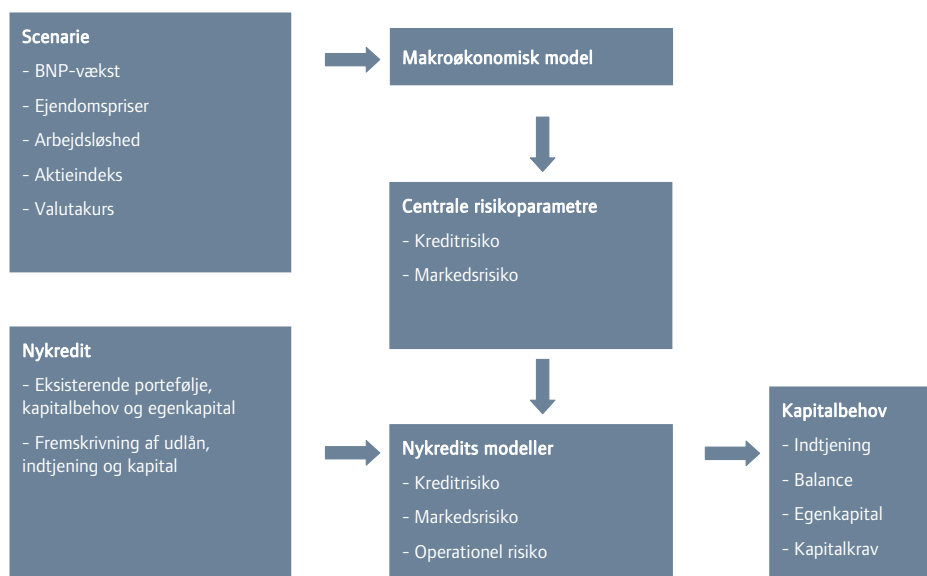 Scenarie
- BNP-vækst
- Ejendomspriser
- Arbejdsløshed
- Aktieindeks
- Valutakurs
Makroøkonomisk model
Centrale risikoparametre
- Kreditrisiko
- Markedsrisiko
Nykredit
- Eksisterende portefølje,
kapitalbehov og egenkapital
- Fremskrivning af udlån,
indtjening og kapital
Nykredits modeller
- Kreditrisiko
- Markedsrisiko
- Operationel risiko
Kapitalbehov
- Indtjening
- Balance
- Egenkapital
- Kapitalkrav